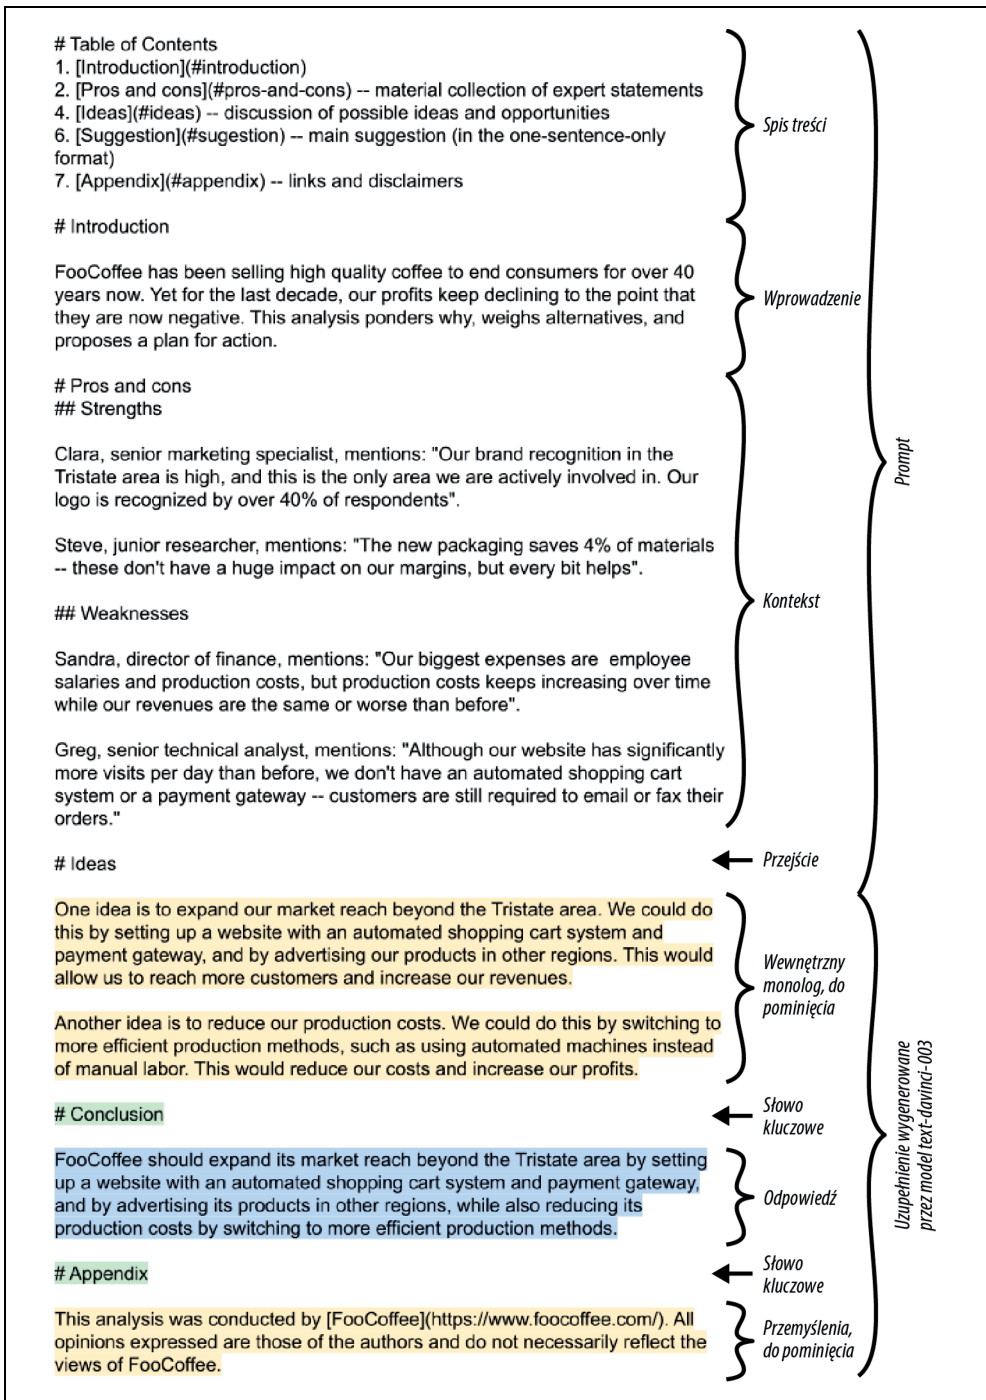 # Table of Contents
1. [Introduction](#introduction)
2. [Pros and cons](#pros-and-cons) -- material collection of expert statements
4. [Ideas](#ideas) -- discussion of possible ideas and opportunities
6. [Suggestion](#sugestion) -- main suggestion (in the one-sentence-only
format)
7. [Appendix](#appendix) -- links and disclaimers
Spis treści
# Introduction
FooCoffee has been selling high quality coffee to end consumers for over 40
years now. Yet for the last decade, our profits keep declining to the point that
they are now negative. This analysis ponders why, weighs alternatives, and
proposes a plan for action.
Wprowadzenie
# Pros and cons
## Strengths
Clara, senior marketing specialist, mentions: "Our brand recognition in the
Tristate area is high, and this is the only area we are actively involved in. Our
logo is recognized by over 40% of respondents".
Steve, junior researcher, mentions: "The new packaging saves 4% of materials
-- these don't have a huge impact on our margins, but every bit helps".
## Weaknesses
Sandra, director of finance, mentions: "Our biggest expenses are employee
salaries and production costs, but production costs keeps increasing over time
while our revenues are the same or worse than before".
Greg, senior technical analyst, mentions: "Although our website has significantly
more visits per day than before, we don't have an automated shopping cart
system or a payment gateway -- customers are still required to email or fax their
orders."
Kontekst
# Ideas
Przejście
Prompt
One idea is to expand our market reach beyond the Tristate area. We could do
this by setting up a website with an automated shopping cart system and
payment gateway, and by advertising our products in other regions. This would
allow us to reach more customers and increase our revenues.
Another idea is to reduce our production costs. We could do this by switching to
more efficient production methods, such as using automated machines instead
of manual labor. This would reduce our costs and increase our profits.
Wewnętrzny
monolog, do
pominięcia
# Conclusion
Słowo
kluczowe
FooCoffee should expand its market reach beyond the Tristate area by setting
up a website with an automated shopping cart system and payment gateway,
and by advertising its products in other regions, while also reducing its
production costs by switching to more efficient production methods.
Odpowiedź
# Appendix
Słowo
kluczowe
This analysis was conducted by [FooCoffee](https://www.foocoffee.com/). All
opinions expressed are those of the authors and do not necessarily reflect the
views of FooCoffee.
Przemyślenia,
do pominięcia
Uzupełnienie wygenerowane
przez model text-davinci-003